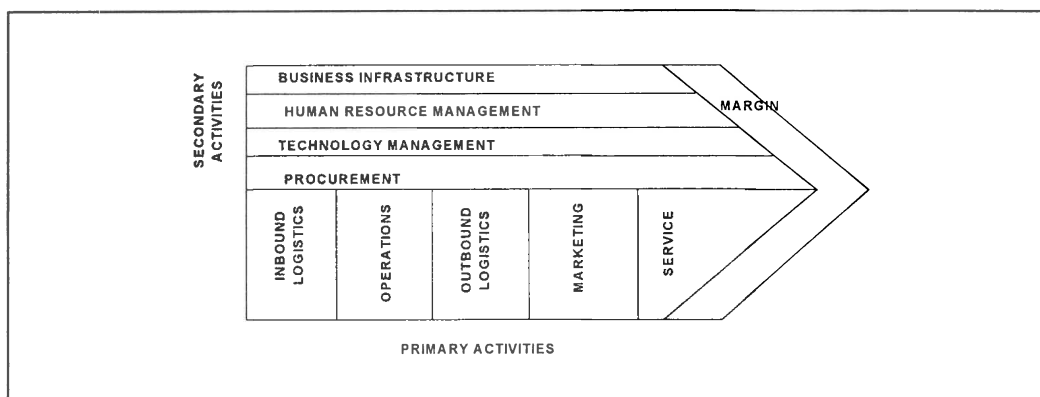 SECONDARY
ACTIVITIES
BUSINESS INFRASTRUCTURE
HUMAN RESOURCE MANAGEMENT
TECHNOLOGY MANAGEMENT
PROCUREMENT
MARGIN
INBOUND
LOGISTICS
OPERATIONS
OUTBOUND
LOGISTICS
MARKETING
SERVICE
PRIMARY ACTIVITIES